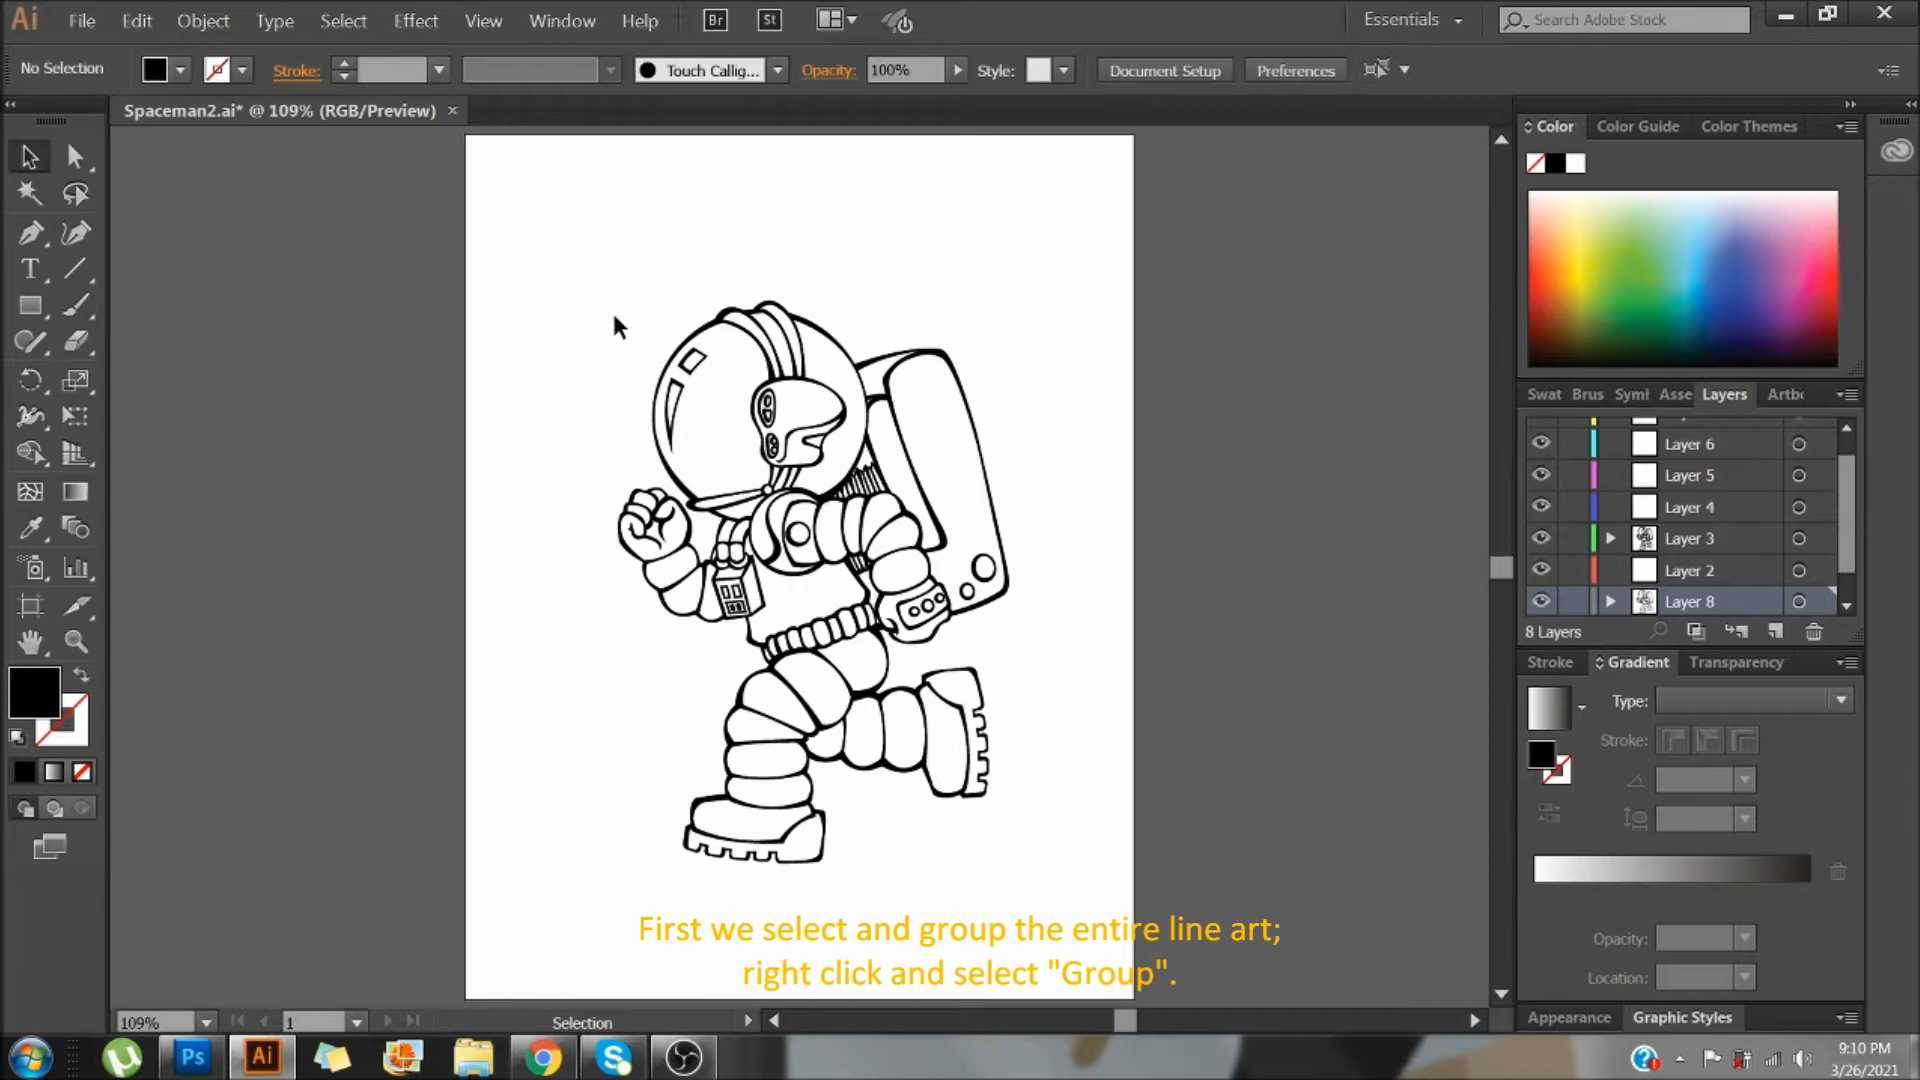 Ai File Edit Object Type Select Effect View Window Help Br St Essentials Search Adobe Stock
No Selection Stroke: Touch Callig... Opacity: 100% Style: Document Setup Preferences
Spaceman2.ai* @ 109% (RGB/Preview)
Color Color Guide Color Themes
Swat Brus Symb Asse Layers Artb
Layer 6
Layer 5
Layer 4
Layer 3
Layer 2
Layer 8
8 Layers
Stroke Gradient Transparency
Type:
Stroke:
Opacity:
Location:
Appearance Graphic Styles
First we select and group the entire line art;
right click and select "Group".
109% 1 Selection
Ps Ai
9:10 PM
3/26/2021